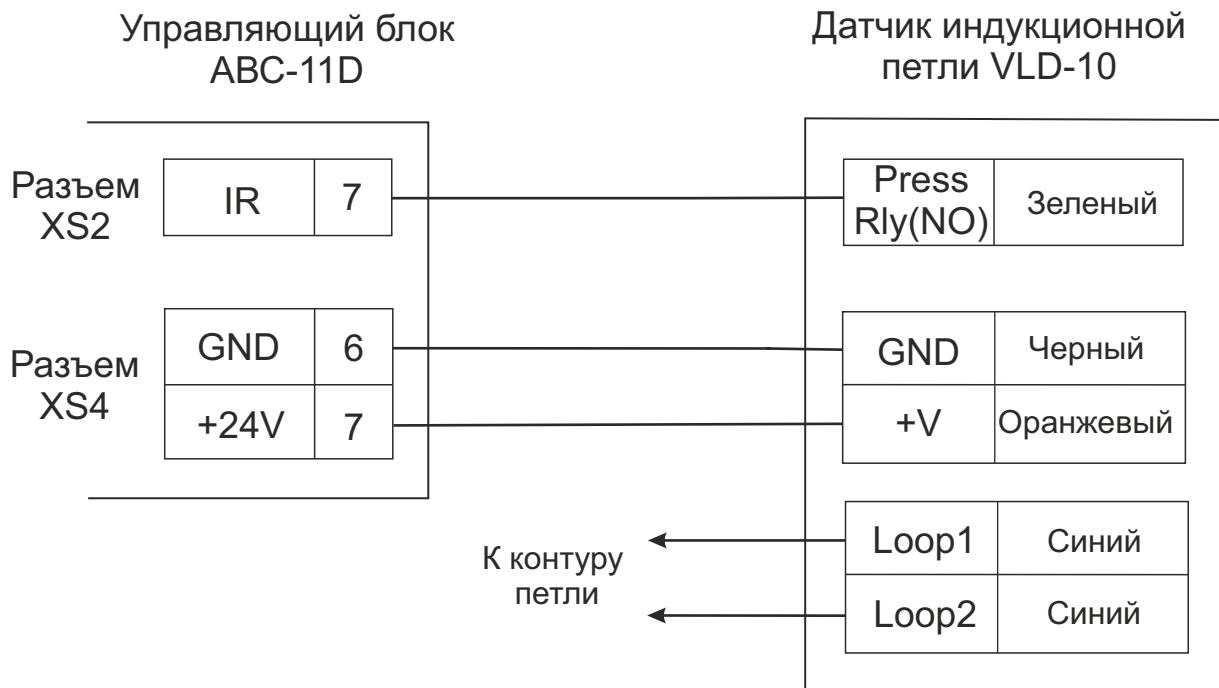 Управляющий блок
ABC-11D
Датчик индукционной
петли VLD-10
Разъем
XS2
IR 7
Press
Rly(NO)
Зеленый
Разъем
XS4
GND 6
+24V 7
GND Черный
+V Оранжевый
К контуру
петли
Loop1 Синий
Loop2 Синий